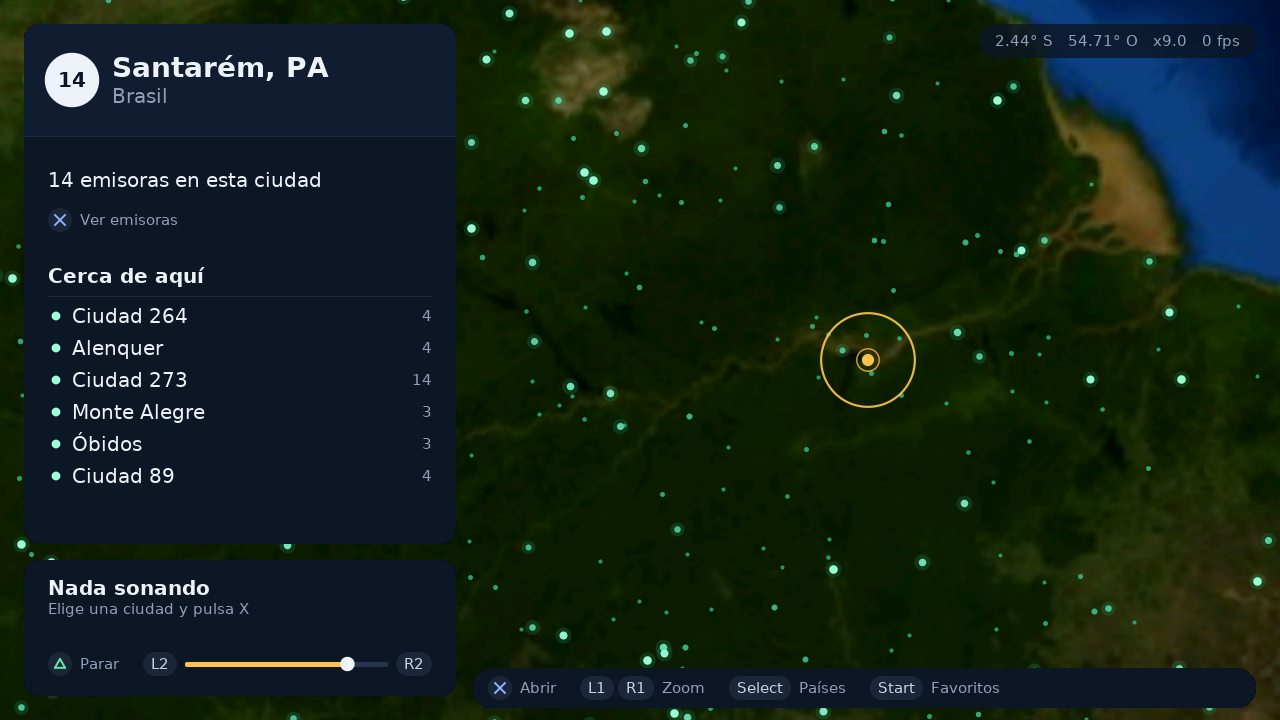 14
Santarém, PA
Brasil
14 emisoras en esta ciudad
Ver emisoras
Cerca de aquí
Ciudad 264 4
Alenquer 4
Ciudad 273 14
Monte Alegre 3
Óbidos 3
Ciudad 89 4
Nada sonando
Elige una ciudad y pulsa X
Parar L2 R2
2.44° S 54.71° O x9.0 0 fps
Abrir L1 R1 Zoom Select Países Start Favoritos